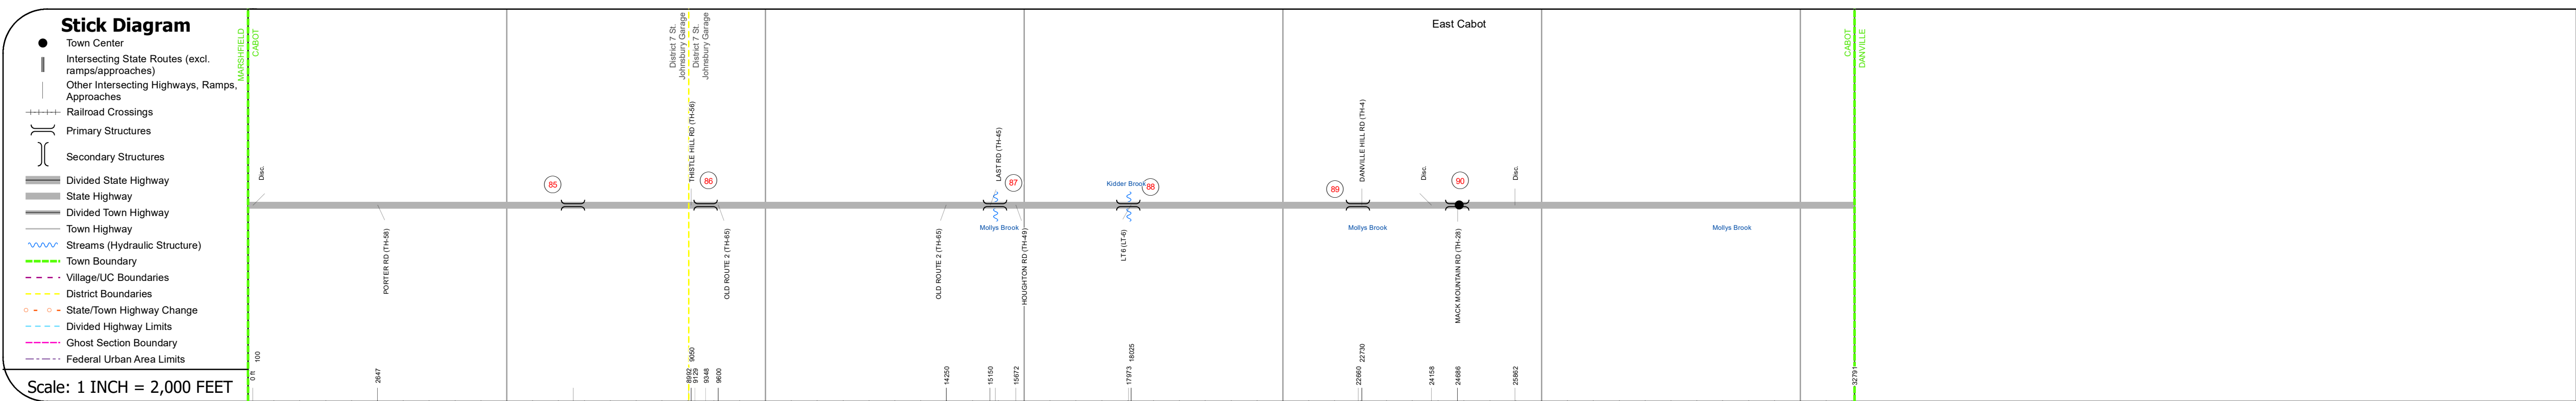 Stick Diagram
Town Center
Intersecting State Routes (excl.
ramps/approaches)
Other Intersecting Highways, Ramps,
Approaches
Railroad Crossings
Primary Structures
Secondary Structures
Divided State Highway
State Highway
Divided Town Highway
Town Highway
Streams (Hydraulic Structure)
Town Boundary
Village/UC Boundaries
District Boundaries
State/Town Highway Change
Divided Highway Limits
Ghost Section Boundary
Federal Urban Area Limits
Scale: 1 INCH = 2,000 FEET
MARSHFIELD
CABOT
District 7 St.
Johnsbury Garage
District 7 St.
Johnsbury Garage
East Cabot
CABOT
DANVILLE
Disc.
PORTER RD (TH-58)
85
THISTLE HILL RD (TH-56)
86
OLD ROUTE 2 (TH-65)
OLD ROUTE 2 (TH-65)
LAST RD (TH-45)
87
Mollys Brook
HOUGHTON RD (TH-49)
Kidder Brook
88
LT6 (LT-6)
89
DANVILLE HILL RD (TH-4)
Mollys Brook
Disc.
90
MACK MOUNTAIN RD (TH-28)
Disc.
Mollys Brook
0 ft
100
2647
8992
9050
9129
9348
9600
14250
15150
15672
17973
18025
22660
22730
24158
24686
25862
32791